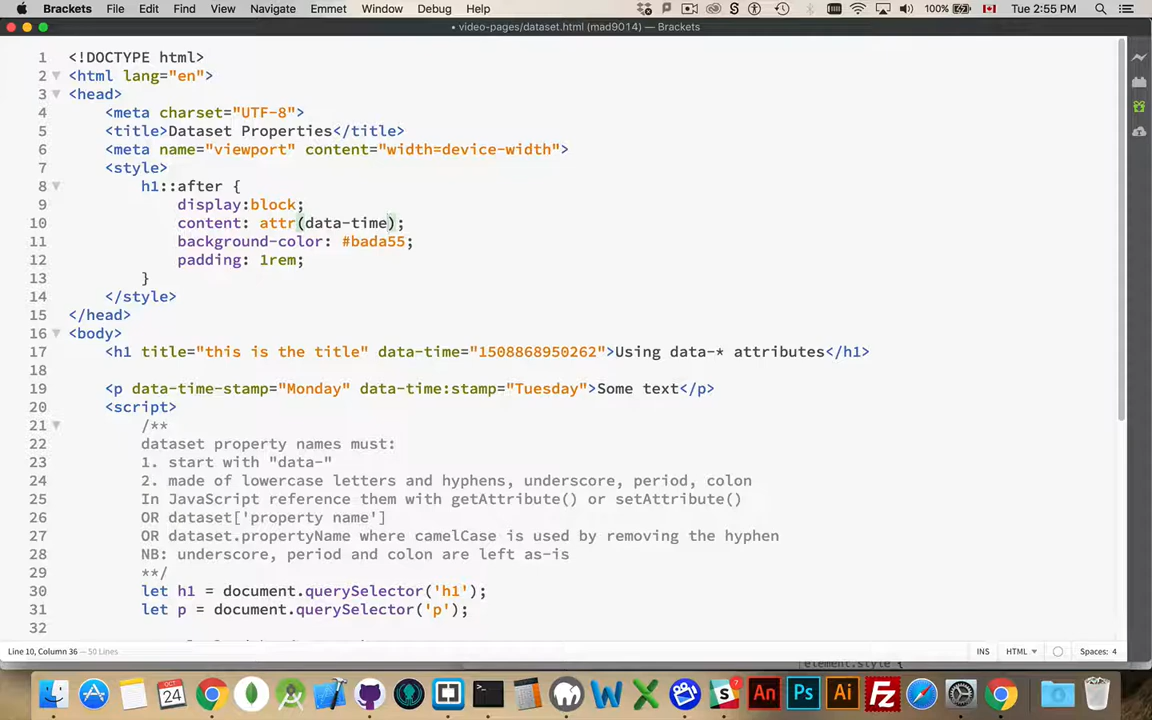 Brackets File Edit Find View Navigate Emmet Window Debug Help 100% Tue 2:55 PM
• video-pages/dataset.html (mad9014) — Brackets
1 <!DOCTYPE html>
2 <html lang="en">
3 <head>
4 <meta charset="UTF-8">
5 <title>Dataset Properties</title>
6 <meta name="viewport" content="width=device-width">
7 <style>
8 h1::after {
9 display:block;
10 content: attr(data-time);
11 background-color: #bada55;
12 padding: 1rem;
13 }
14 </style>
15 </head>
16 <body>
17 <h1 title="this is the title" data-time="1508868950262">Using data-* attributes</h1>
18
19 <p data-time-stamp="Monday" data-time:stamp="Tuesday">Some text</p>
20 <script>
21 /**
22 dataset property names must:
23 1. start with "data-"
24 2. made of lowercase letters and hyphens, underscore, period, colon
25 In JavaScript reference them with getAttribute() or setAttribute()
26 OR dataset['property name']
27 OR dataset.propertyName where camelCase is used by removing the hyphen
28 NB: underscore, period and colon are left as-is
29 **/
30 let h1 = document.querySelector('h1');
31 let p = document.querySelector('p');
32
Line 10, Column 36 — 50 Lines INS HTML Spaces: 4
element.style {
OCT
24
7
An Ps Ai